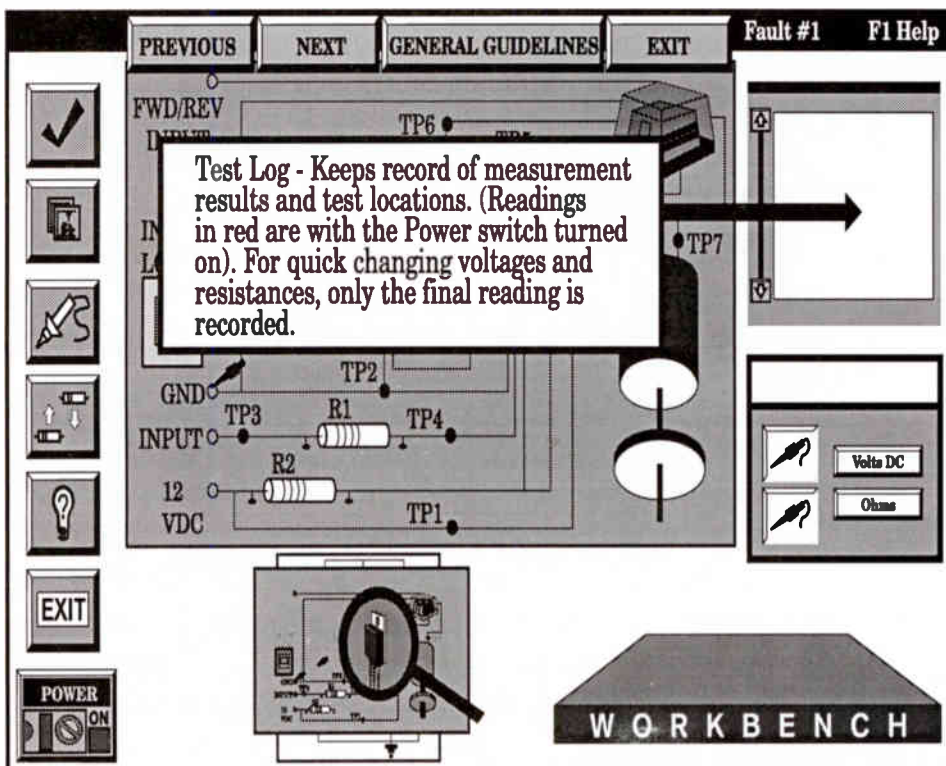 PREVIOUS
NEXT
GENERAL GUIDELINES
EXIT
Fault #1
F1 Help
FWD/REV
TP6
Test Log - Keeps record of measurement
results and test locations. (Readings
in red are with the Power switch turned
on). For quick changing voltages and
resistances, only the final reading is
recorded.
TP7
GND
TP2
TP3
R1
TP4
INPUT
R2
12
VDC
TP1
Volts DC
Ohms
EXIT
POWER
ON
WORKBENCH